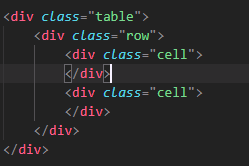 <div class="table">
    <div class="row">
        <div class="cell">
        </div>
        <div class="cell">
        </div>
    </div>
</div>